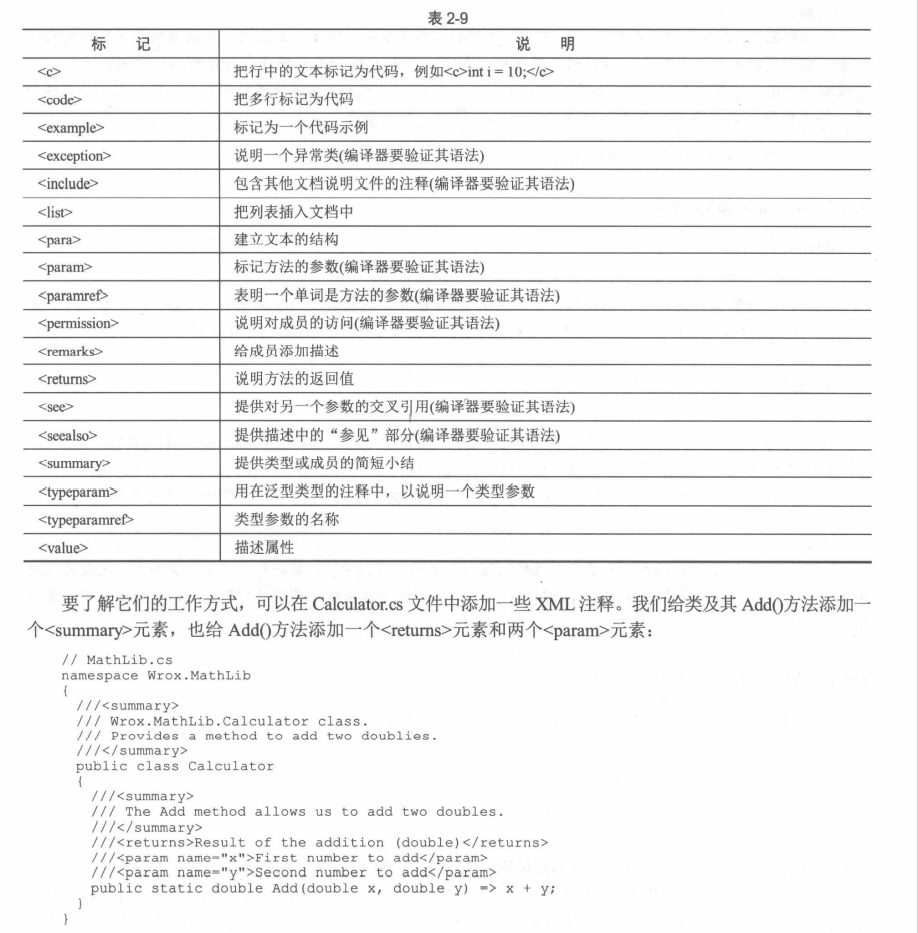 表 2-9
标 记 说 明
<c> 把行中的文本标记为代码，例如<c>int i = 10;</c>
<code> 把多行标记为代码
<example> 标记为一个代码示例
<exception> 说明一个异常类(编译器要验证其语法)
<include> 包含其他文档说明文件的注释(编译器要验证其语法)
<list> 把列表插入文档中
<para> 建立文本的结构
<param> 标记方法的参数(编译器要验证其语法)
<paramref> 表明一个单词是方法的参数(编译器要验证其语法)
<permission> 说明对成员的访问(编译器要验证其语法)
<remarks> 给成员添加描述
<returns> 说明方法的返回值
<see> 提供对另一个参数的交叉引用(编译器要验证其语法)
<seealso> 提供描述中的“参见”部分(编译器要验证其语法)
<summary> 提供类型或成员的简短小结
<typeparam> 用在泛型类型的注释中，以说明一个类型参数
<typeparamref> 类型参数的名称
<value> 描述属性
要了解它们的工作方式，可以在 Calculator.cs 文件中添加一些 XML 注释。我们给类及其 Add()方法添加一
个<summary>元素，也给 Add()方法添加一个<returns>元素和两个<param>元素：
// MathLib.cs
namespace Wrox.MathLib
{
///<summary>
/// Wrox.MathLib.Calculator class.
/// Provides a method to add two doublies.
///</summary>
public class Calculator
{
///<summary>
/// The Add method allows us to add two doubles.
///</summary>
///<returns>Result of the addition (double)</returns>
///<param name="x">First number to add</param>
///<param name="y">Second number to add</param>
public static double Add(double x, double y) => x + y;
}
}